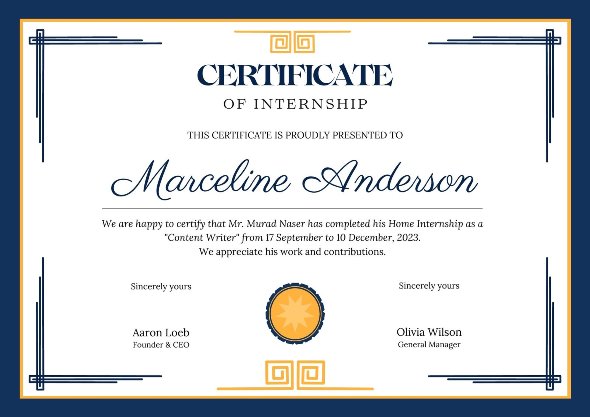 CERTIFICATE
OF INTERNSHIP
THIS CERTIFICATE IS PROUDLY PRESENTED TO
Marceline Anderson
We are happy to certify that Mr. Murad Naser has completed his Home Internship as a
"Content Writer" from 17 September to 10 December, 2023.
We appreciate his work and contributions.
Sincerely yours
Aaron Loeb
Founder & CEO
Sincerely yours
Olivia Wilson
General Manager